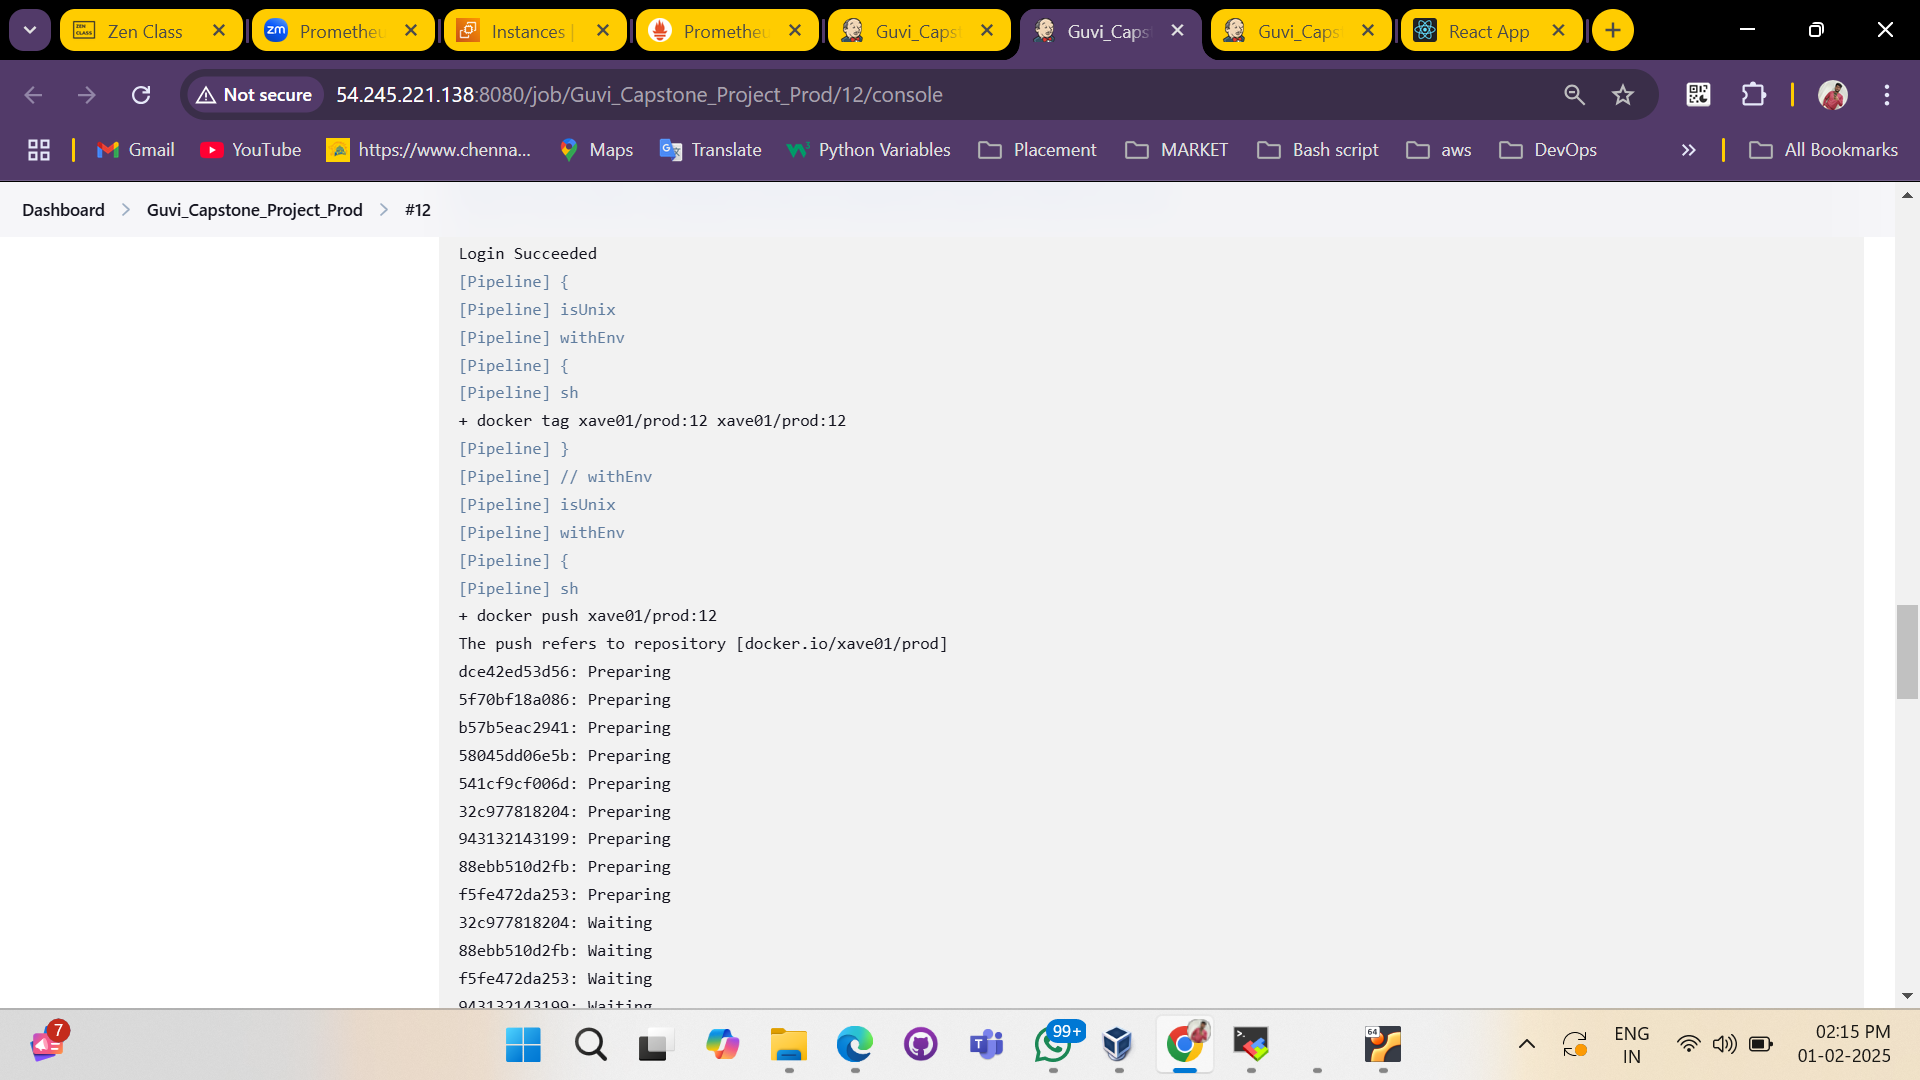 Zen Class
Prometheu
Instances |
Prometheu
Guvi_Caps
Guvi_Caps
Guvi_Caps
React App
Not secure
54.245.221.138:8080/job/Guvi_Capstone_Project_Prod/12/console
Gmail
YouTube
https://www.chenna...
Maps
Translate
Python Variables
Placement
MARKET
Bash script
aws
DevOps
All Bookmarks
Dashboard
Guvi_Capstone_Project_Prod
#12
Login Succeeded
[Pipeline] {
[Pipeline] isUnix
[Pipeline] withEnv
[Pipeline] {
[Pipeline] sh
+ docker tag xave01/prod:12 xave01/prod:12
[Pipeline] }
[Pipeline] // withEnv
[Pipeline] isUnix
[Pipeline] withEnv
[Pipeline] {
[Pipeline] sh
+ docker push xave01/prod:12
The push refers to repository [docker.io/xave01/prod]
dce42ed53d56: Preparing
5f70bf18a086: Preparing
b57b5eac2941: Preparing
58045dd06e5b: Preparing
541cf9cf006d: Preparing
32c977818204: Preparing
943132143199: Preparing
88ebb510d2fb: Preparing
f5fe472da253: Preparing
32c977818204: Waiting
88ebb510d2fb: Waiting
f5fe472da253: Waiting
943132143199: Waiting
7
99+
64
ENG
IN
02:15 PM
01-02-2025